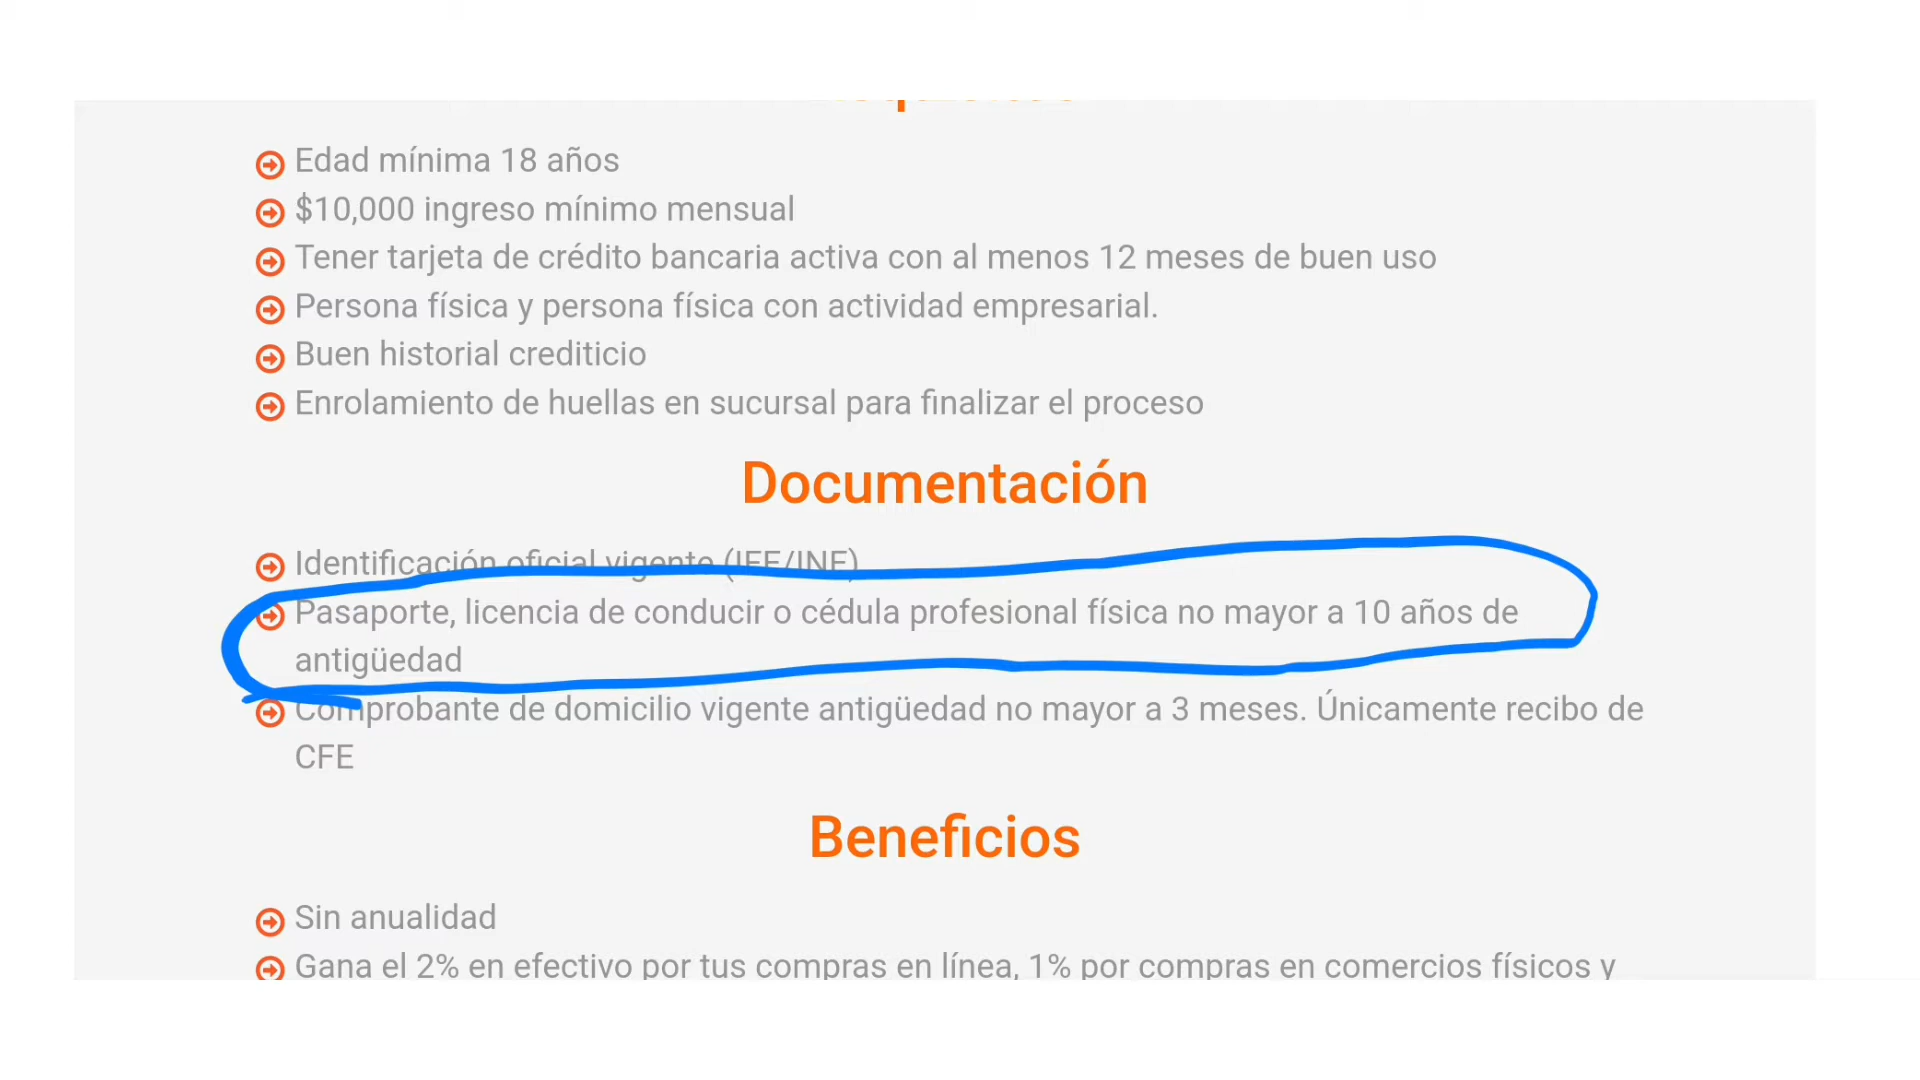 Edad mínima 18 años
$10,000 ingreso mínimo mensual
Tener tarjeta de crédito bancaria activa con al menos 12 meses de buen uso
Persona física y persona física con actividad empresarial.
Buen historial crediticio
Enrolamiento de huellas en sucursal para finalizar el proceso
Documentación
Identificación oficial vigente (IFE/INE)
Pasaporte, licencia de conducir o cédula profesional física no mayor a 10 años de
antigüedad
Comprobante de domicilio vigente antigüedad no mayor a 3 meses. Únicamente recibo de
CFE
Beneficios
Sin anualidad
Gana el 2% en efectivo por tus compras en línea, 1% por compras en comercios físicos y